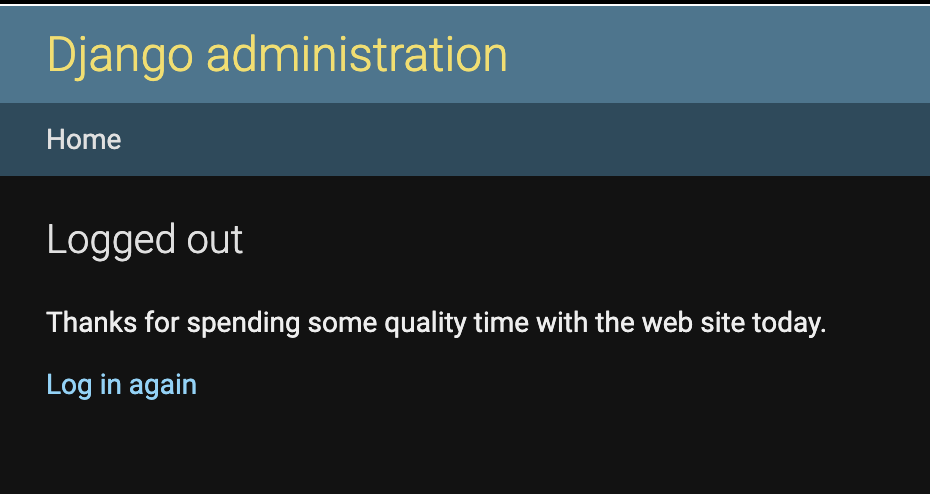 Django administration
Home
Logged out
Thanks for spending some quality time with the web site today.
Log in again